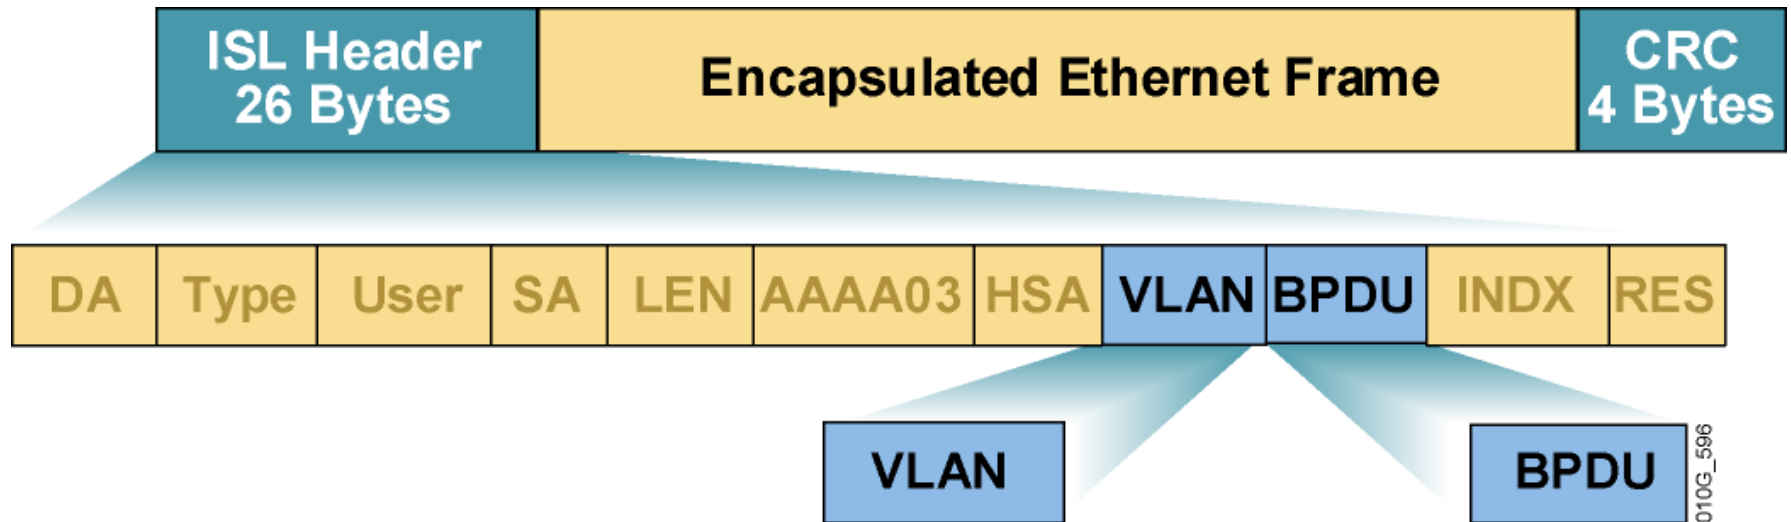 ISL Header
26 Bytes
Encapsulated Ethernet Frame
CRC
4 Bytes
DA Type User SA LEN AAAA03 HSA VLAN BPDU INDX RES
VLAN
BPDU
010G_596